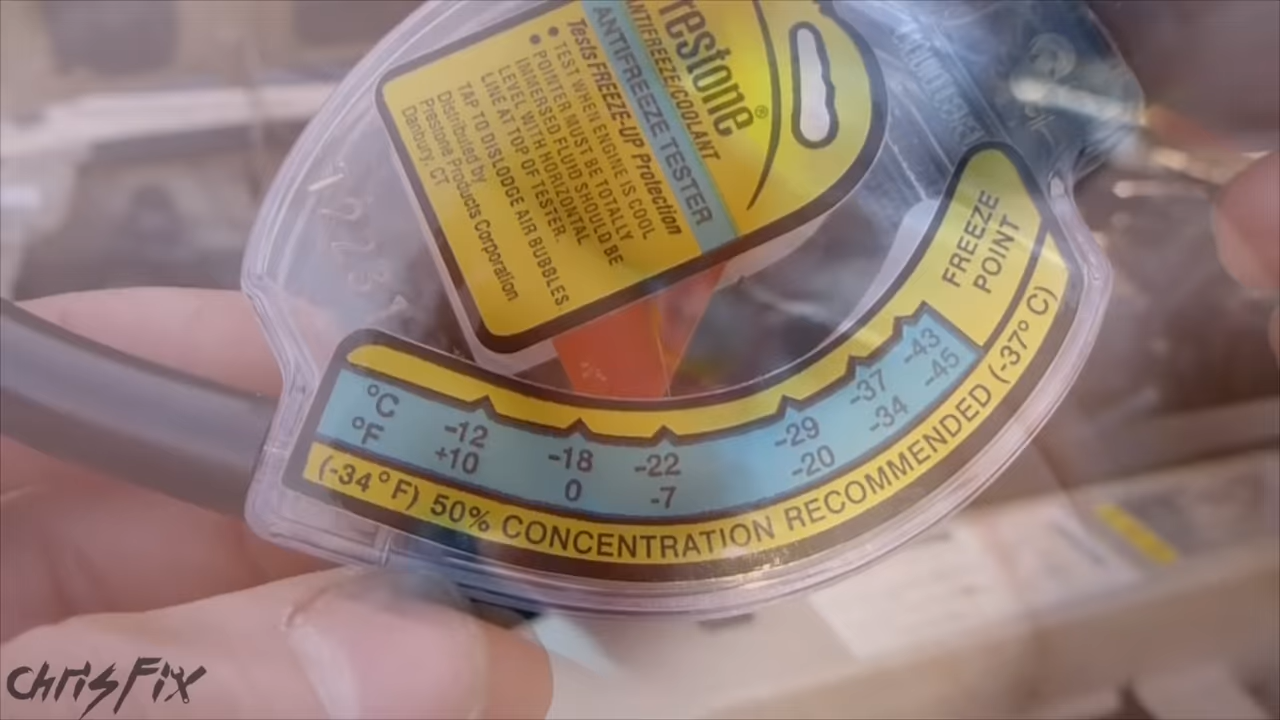 Prestone®
ANTIFREEZE/COOLANT
ANTIFREEZE TESTER
Tests FREEZE-UP Protection
• TEST WHEN ENGINE IS COOL
• POINTER MUST BE TOTALLY
IMMERSED FLUID SHOULD BE
LEVEL WITH HORIZONTAL
LINE AT TOP OF TESTER.
TAP TO DISLODGE AIR BUBBLES.
Distributed by
Prestone Products Corporation
Danbury, CT
FREEZE
POINT
°C -12 -18 -22 -29 -37 -43
°F +10 0 -7 -20 -34 -45
(-34°F) 50% CONCENTRATION RECOMMENDED (-37°C)
ChrisFix